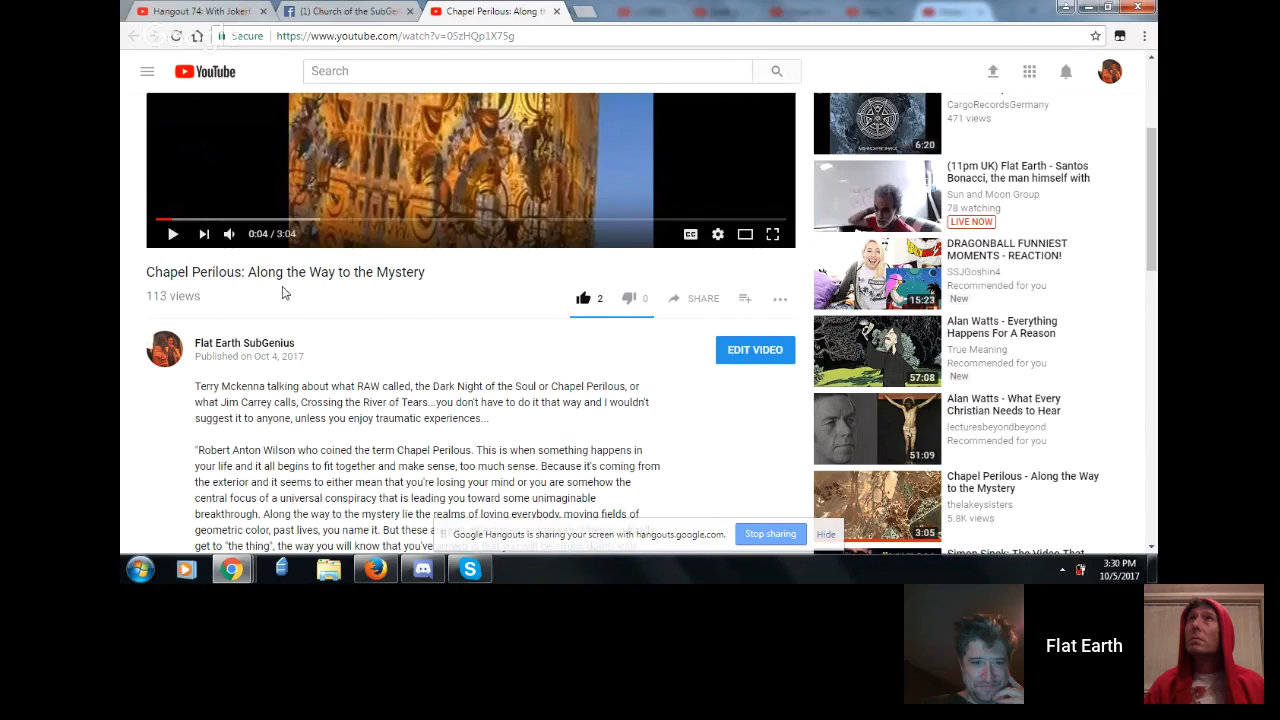 Hangout 74: With Jokerf
(1) Church of the SubGe
Chapel Perilous: Along th
Secure
https://www.youtube.com/watch?v=0SzHQp1X75g
YouTube
Search
CargoRecordsGermany
471 views
6:20
(11pm UK) Flat Earth - Santos
Bonacci, the man himself with
Sun and Moon Group
78 watching
LIVE NOW
0:04 / 3:04
CC
Chapel Perilous: Along the Way to the Mystery
113 views
2
0
SHARE
DRAGONBALL FUNNIEST
MOMENTS - REACTION!
SSJGoshin4
Recommended for you
New
15:23
Flat Earth SubGenius
Published on Oct 4, 2017
EDIT VIDEO
Alan Watts - Everything
Happens For A Reason
True Meaning
Recommended for you
New
57:08
Terry Mckenna talking about what RAW called, the Dark Night of the Soul or Chapel Perilous, or
what Jim Carrey calls, Crossing the River of Tears...you don't have to do it that way and I wouldn't
suggest it to anyone, unless you enjoy traumatic experiences...
Alan Watts - What Every
Christian Needs to Hear
lecturesbeyondbeyond
Recommended for you
51:09
"Robert Anton Wilson who coined the term Chapel Perilous. This is when something happens in
your life and it all begins to fit together and make sense, too much sense. Because it's coming from
the exterior and it seems to either mean that you're losing your mind or you are somehow the
central focus of a universal conspiracy that is leading you toward some unimaginable
breakthrough. Along the way to the mystery lie the realms of loving everybody, moving fields of
geometric color, past lives, you name it. But these
get to "the thing", the way you will know that you've
Chapel Perilous - Along the Way
to the Mystery
thelakeysisters
5.8K views
3:05
Google Hangouts is sharing your screen with hangouts.google.com.
Stop sharing
Hide
Simon Sinek: The Video That
3:30 PM
10/5/2017
Flat Earth